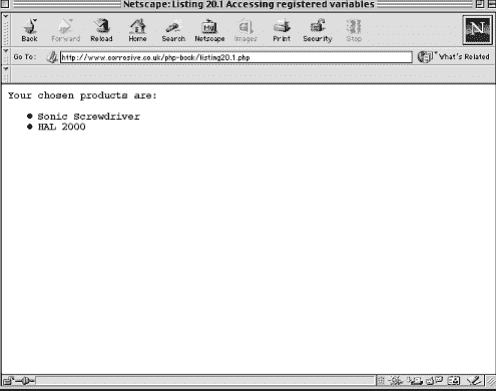 Netscape: Listing 20.1 Accessing registered variables
Back Forward Reload Home Search Netscape Images Print Security Stop
N
Go To: http://www.corrosive.co.uk/php-book/listing20.1.php What's Related
Your chosen products are:
• Sonic Screwdriver
• HAL 2000